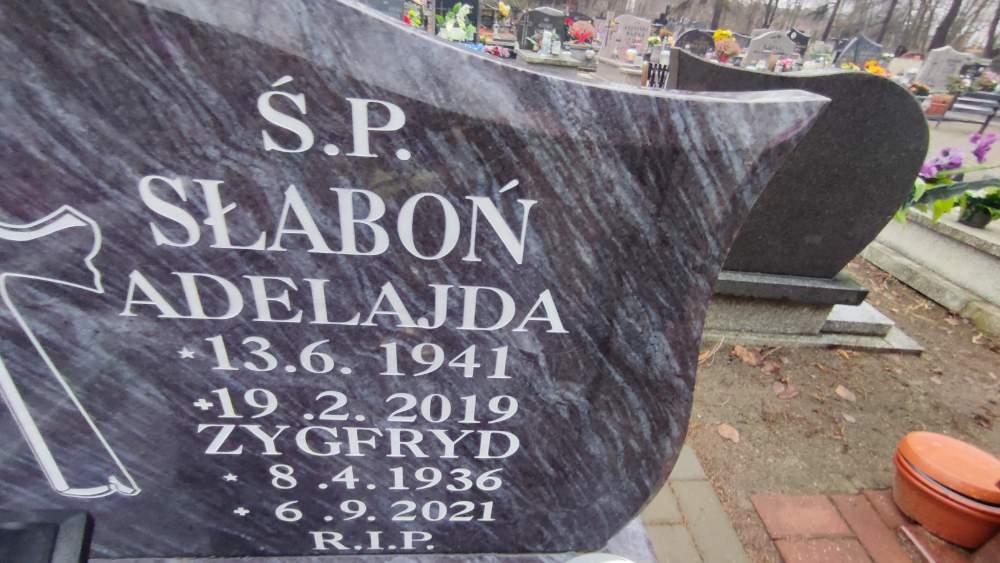 Ś.P.
SŁABOŃ
ADELAJDA
* 13.6. 1941
+19 .2. 2019
ZYGFRYD
* 8 .4. 1936
+ 6 .9. 2021
R.I.P.